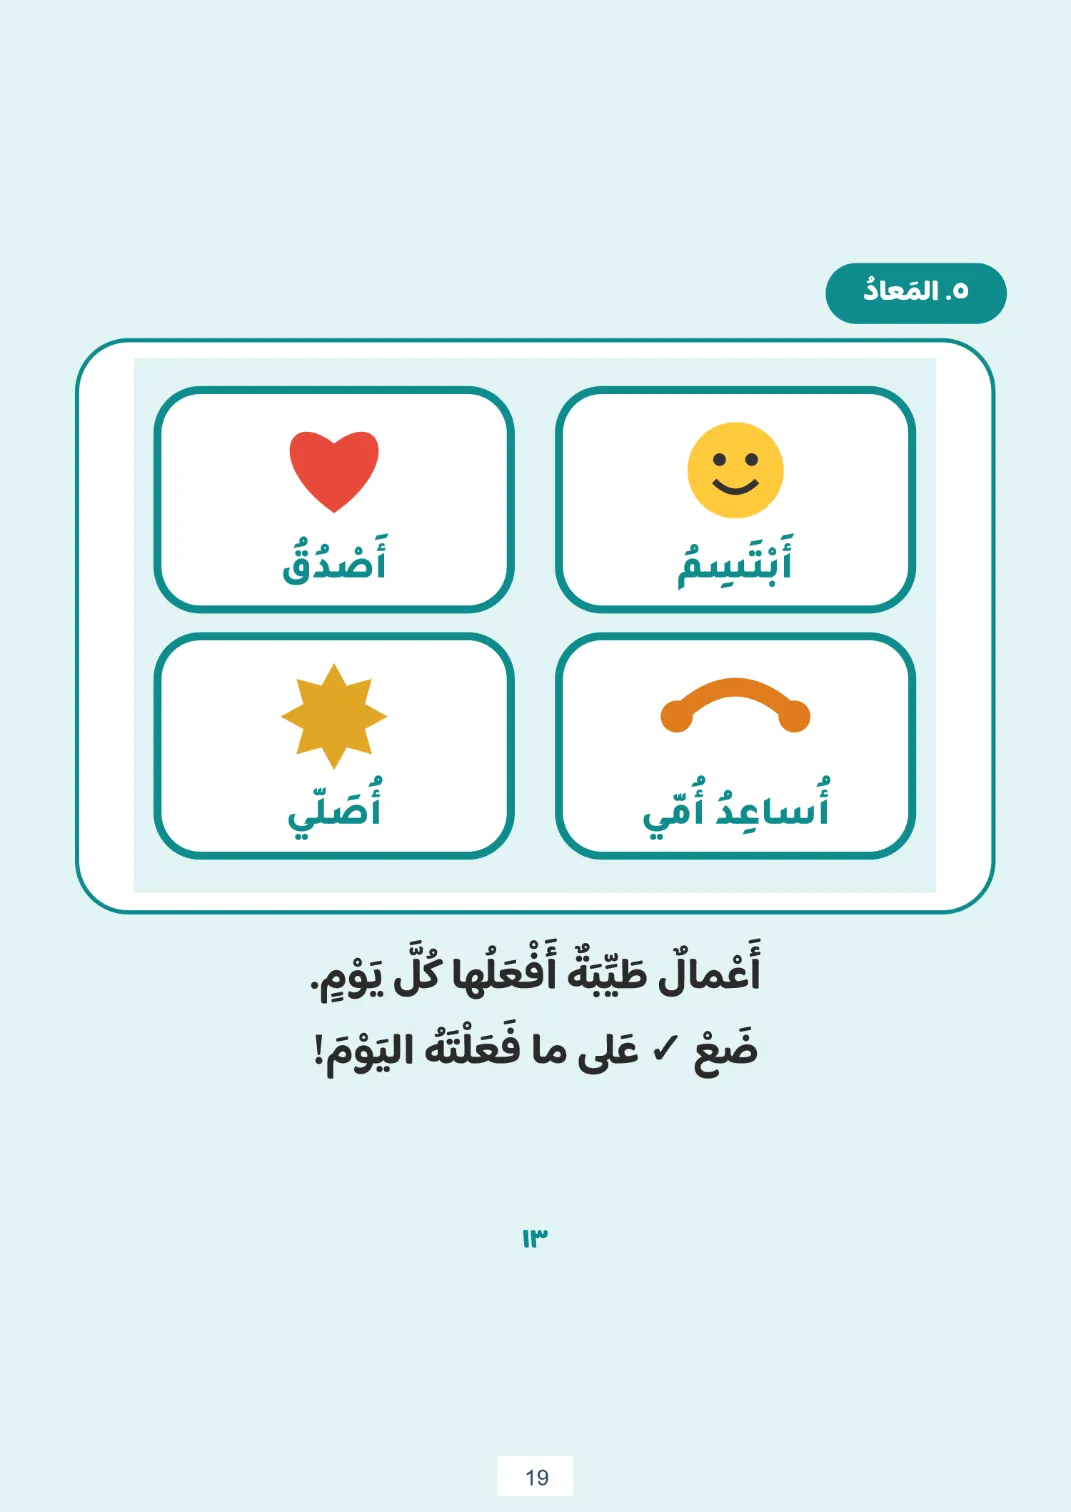 ٥. المَعادُ
أَبْتَسِمُ
أَصْدُقُ
أُساعِدُ أُمّي
أُصَلّي
أَعْمالٌ طَيِّبَةٌ أَفْعَلُها كُلَّ يَوْمٍ.
ضَعْ ✓ عَلى ما فَعَلْتَهُ اليَوْمَ!
١٣
19